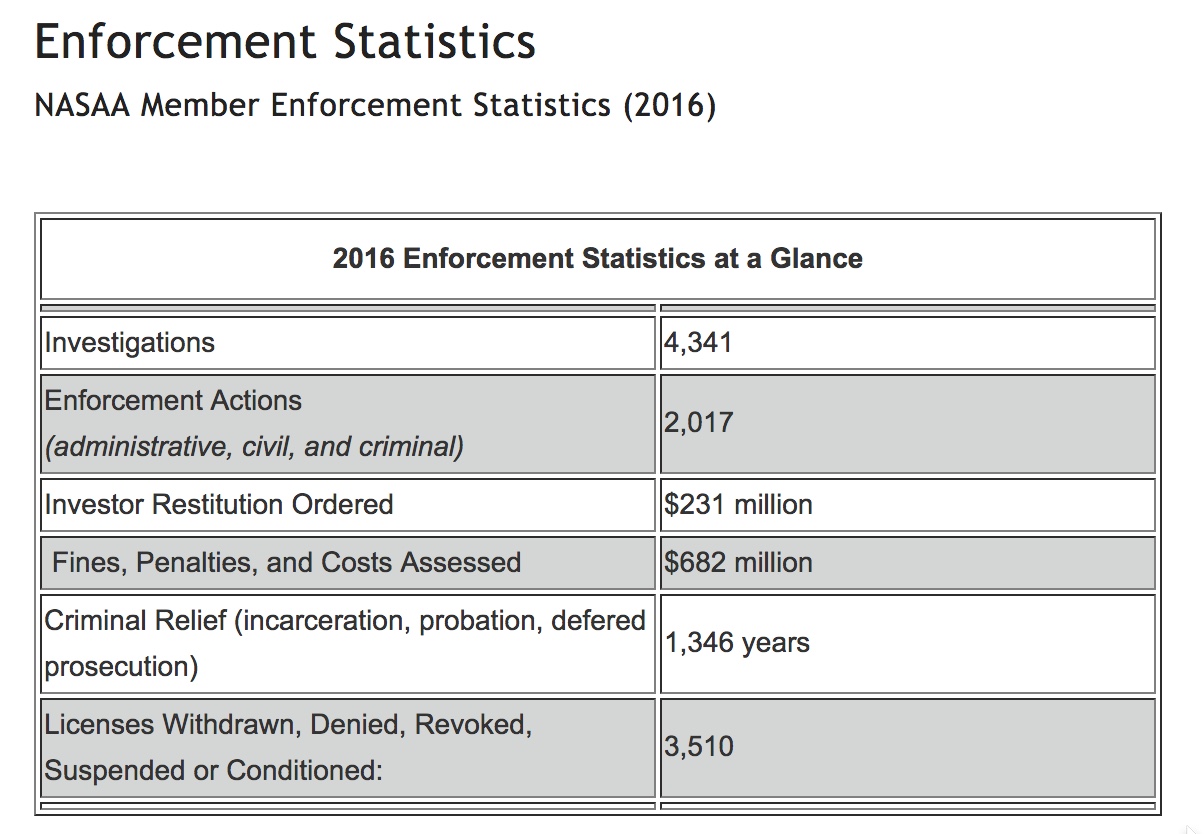 Enforcement Statistics
NASAA Member Enforcement Statistics (2016)
2016 Enforcement Statistics at a Glance
Investigations
4,341
Enforcement Actions
(administrative, civil, and criminal)
2,017
Investor Restitution Ordered
$231 million
Fines, Penalties, and Costs Assessed
$682 million
Criminal Relief (incarceration, probation, defered
prosecution)
1,346 years
Licenses Withdrawn, Denied, Revoked,
Suspended or Conditioned:
3,510